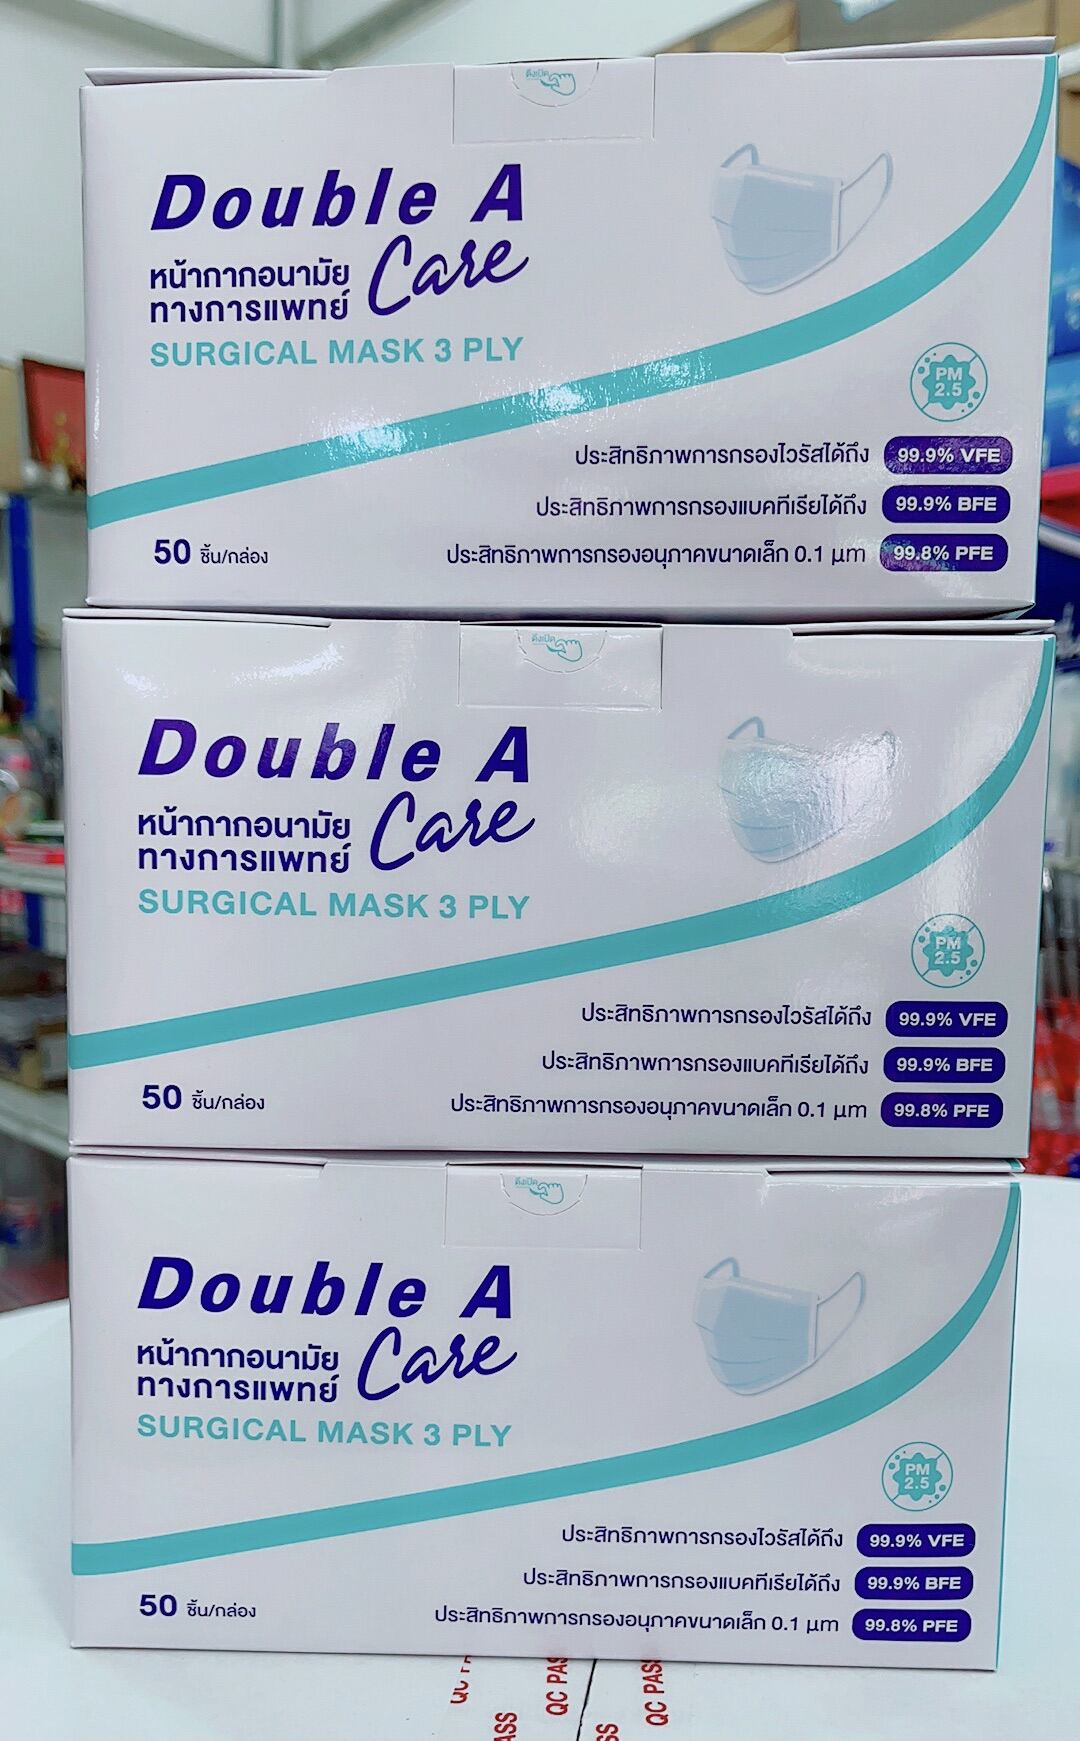 ดึงเปิด
Double A
หน้ากากอนามัย
ทางการแพทย์
Care
SURGICAL MASK 3 PLY
PM
2.5
ประสิทธิภาพการกรองไวรัสได้ถึง 99.9% VFE
ประสิทธิภาพการกรองแบคทีเรียได้ถึง 99.9% BFE
50 ชิ้น/กล่อง
ประสิทธิภาพการกรองอนุภาคขนาดเล็ก 0.1 µm 99.8% PFE
ดึงเปิด
Double A
หน้ากากอนามัย
ทางการแพทย์
Care
SURGICAL MASK 3 PLY
PM
2.5
ประสิทธิภาพการกรองไวรัสได้ถึง 99.9% VFE
ประสิทธิภาพการกรองแบคทีเรียได้ถึง 99.9% BFE
50 ชิ้น/กล่อง
ประสิทธิภาพการกรองอนุภาคขนาดเล็ก 0.1 µm 99.8% PFE
ดึงเปิด
Double A
หน้ากากอนามัย
ทางการแพทย์
Care
SURGICAL MASK 3 PLY
PM
2.5
ประสิทธิภาพการกรองไวรัสได้ถึง 99.9% VFE
ประสิทธิภาพการกรองแบคทีเรียได้ถึง 99.9% BFE
50 ชิ้น/กล่อง
ประสิทธิภาพการกรองอนุภาคขนาดเล็ก 0.1 µm 99.8% PFE
QC PAS
QC PASS